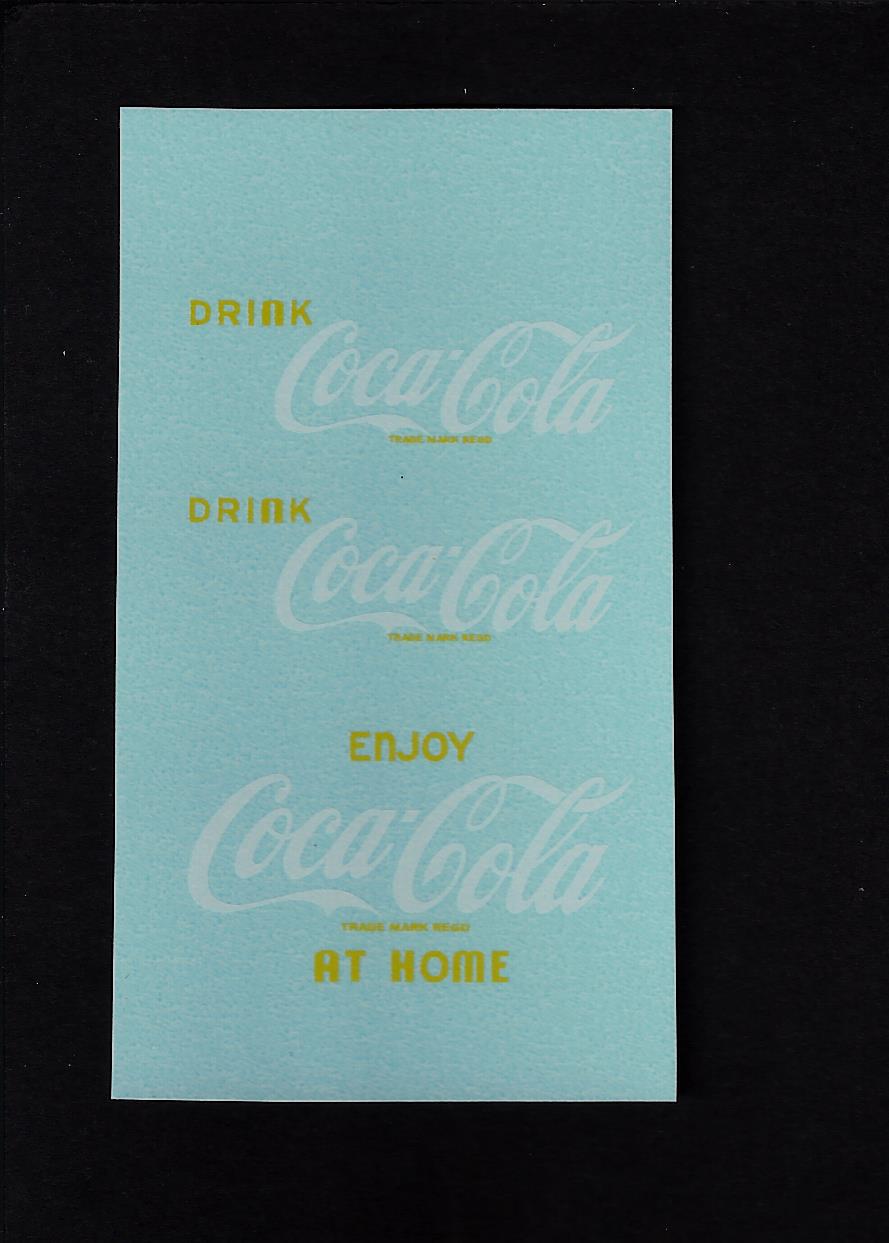 DRINK
Coca-Cola
TRADE MARK REGD
DRINK
Coca-Cola
TRADE MARK REGD
ENJOY
Coca-Cola
TRADE MARK REGD
AT HOME